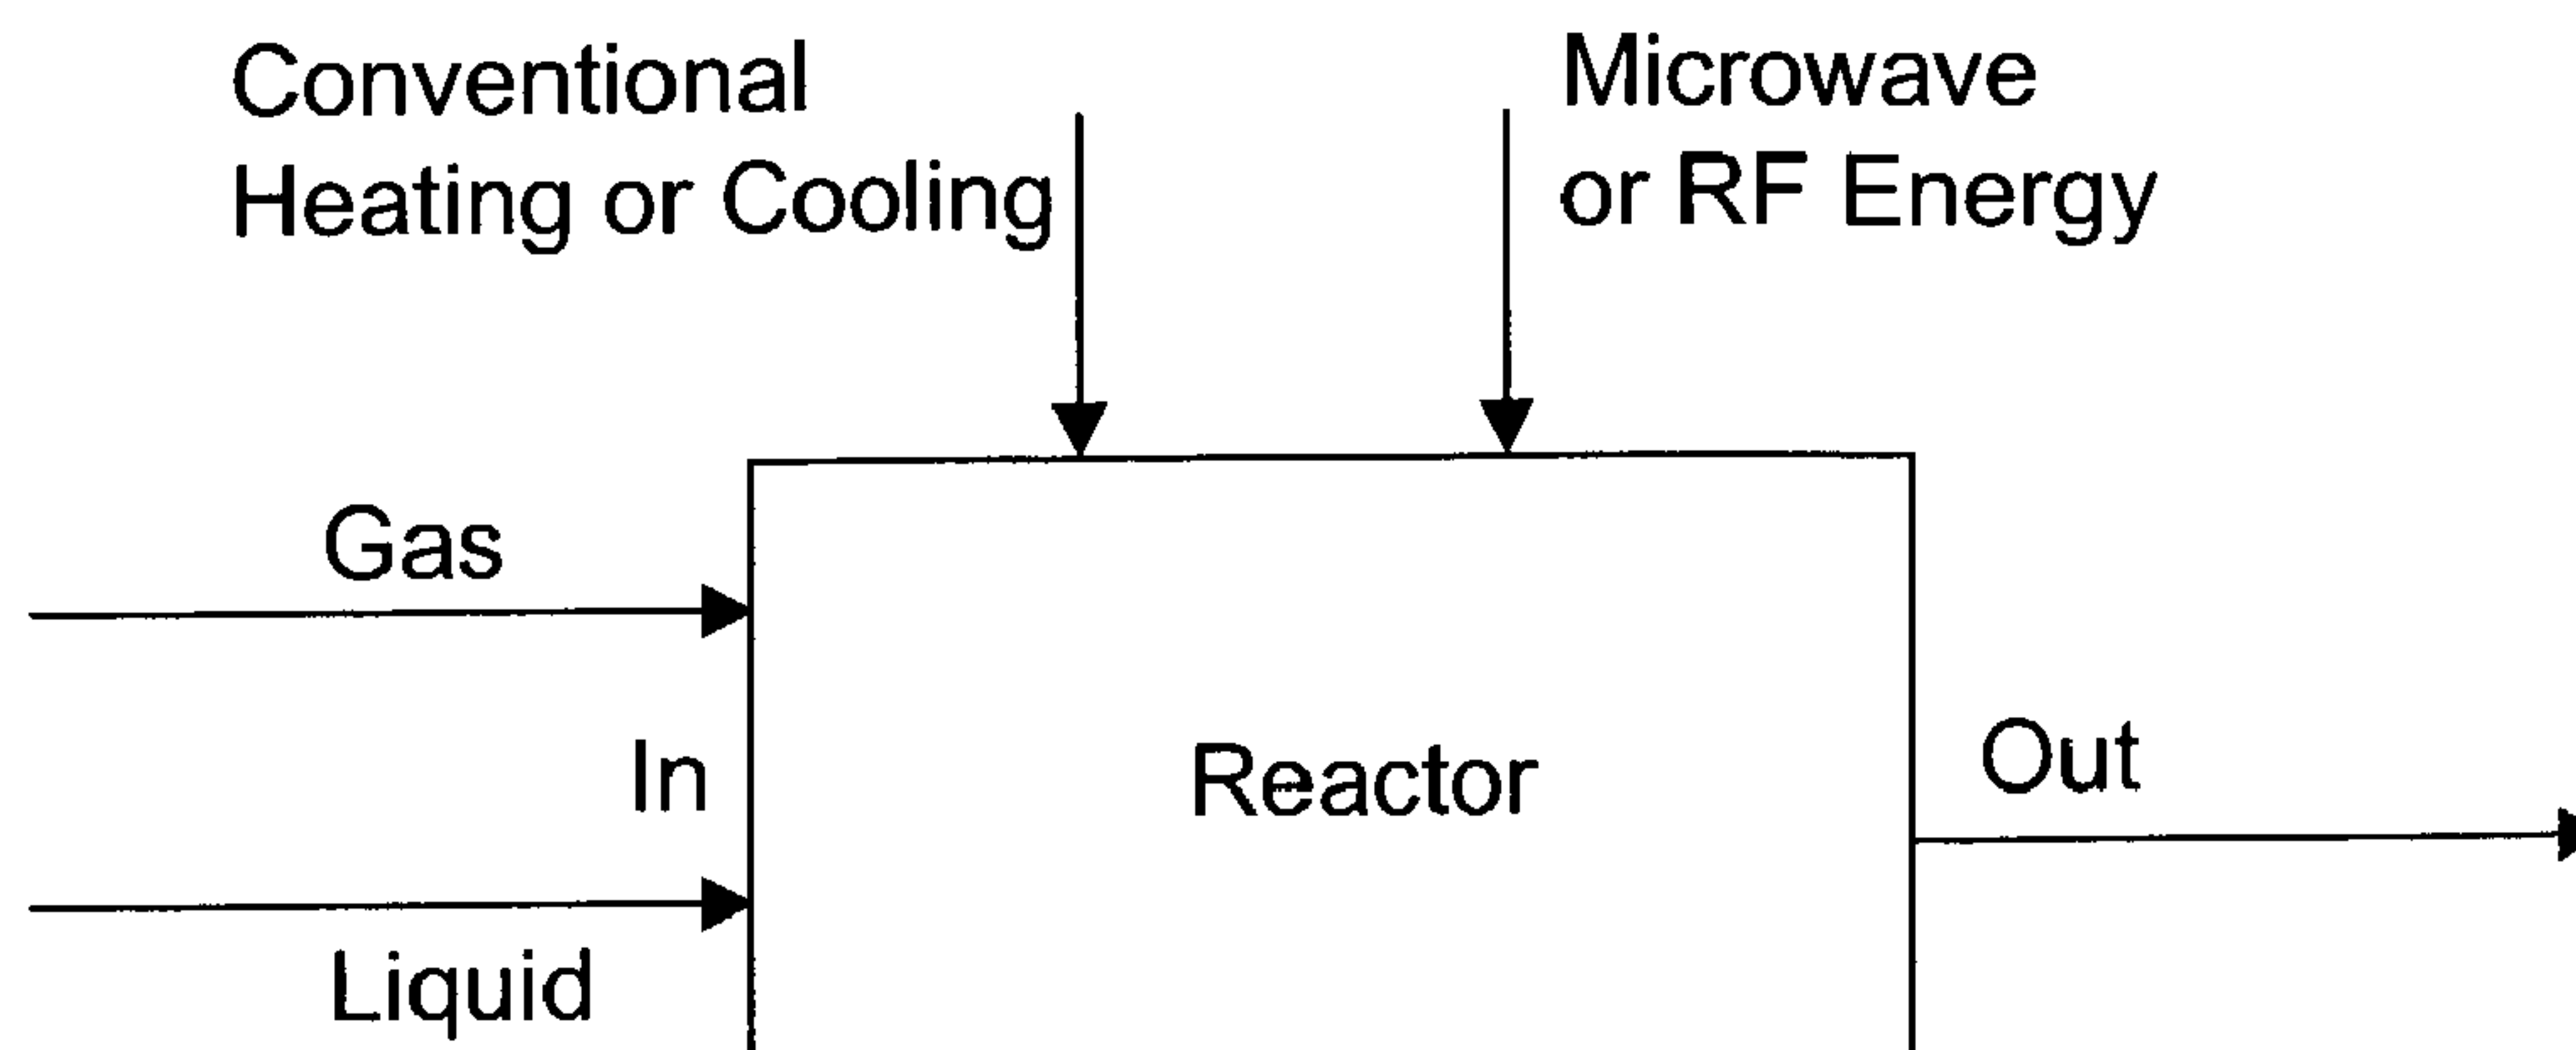 Conventional
Heating or Cooling
Microwave
or RF Energy
Gas
In
Liquid
Reactor
Out